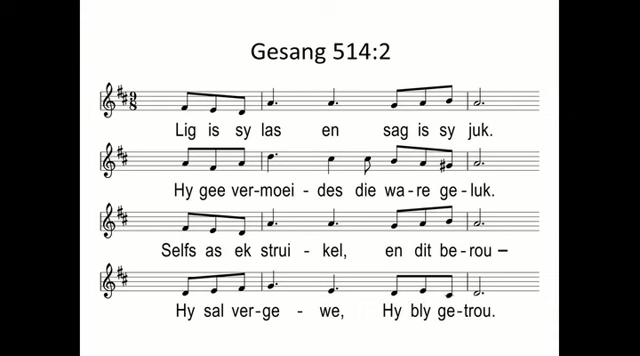 Gesang 514:2
9
8
Lig is sy las en sag is sy juk.
Hy gee ver-moei-des die wa-re ge-luk.
Selfs as ek strui-kel, en dit be-rou –
Hy sal ver-ge-we, Hy bly ge-trou.